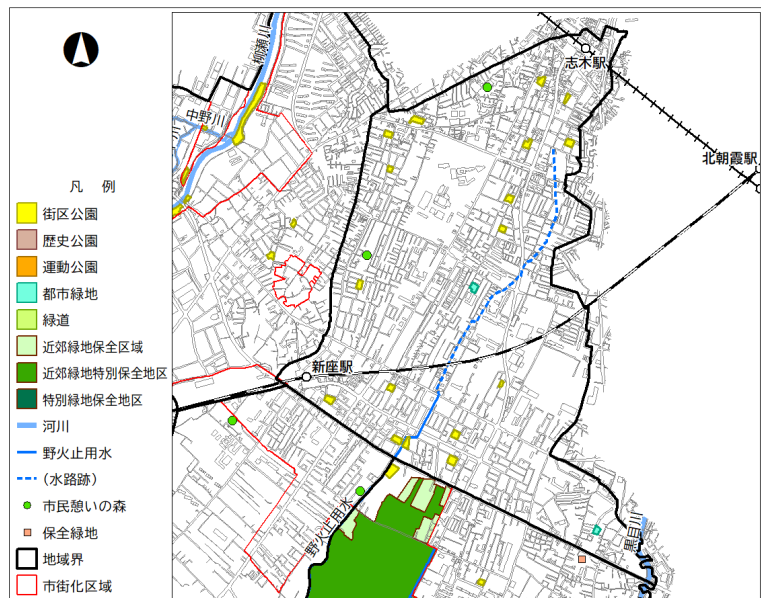 凡 例
街区公園
歴史公園
運動公園
都市緑地
緑道
近郊緑地保全区域
近郊緑地特別保全地区
特別緑地保全地区
河川
野火止用水
(水路跡)
市民憩いの森
保全緑地
地域界
市街化区域
柳瀬川
中野川
川
志木駅
北朝霞駅
新座駅
野火止用水
黒目川